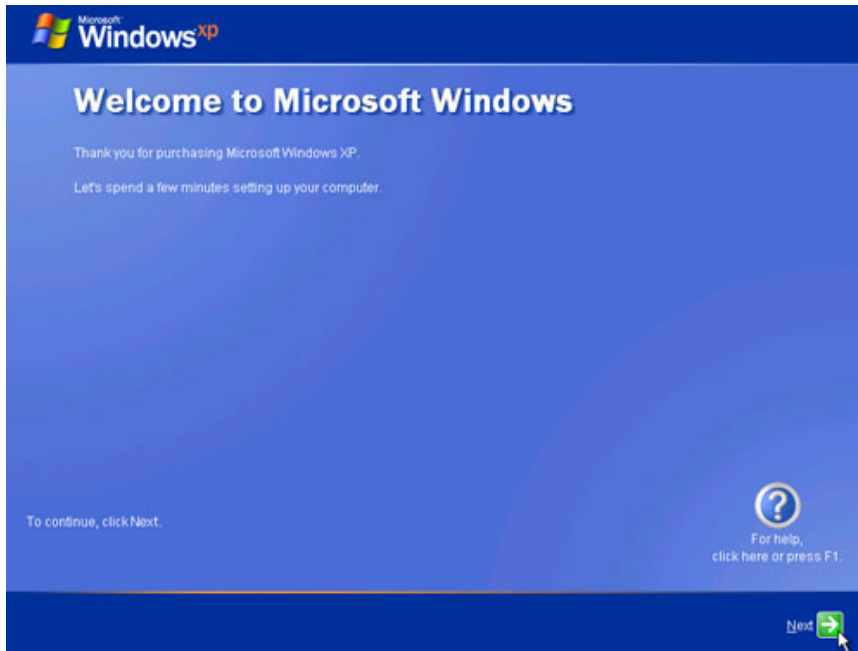 Microsoft
Windows xp
Welcome to Microsoft Windows
Thank you for purchasing Microsoft Windows XP.
Let's spend a few minutes setting up your computer.
To continue, click Next.
?
For help,
click here or press F1.
Next